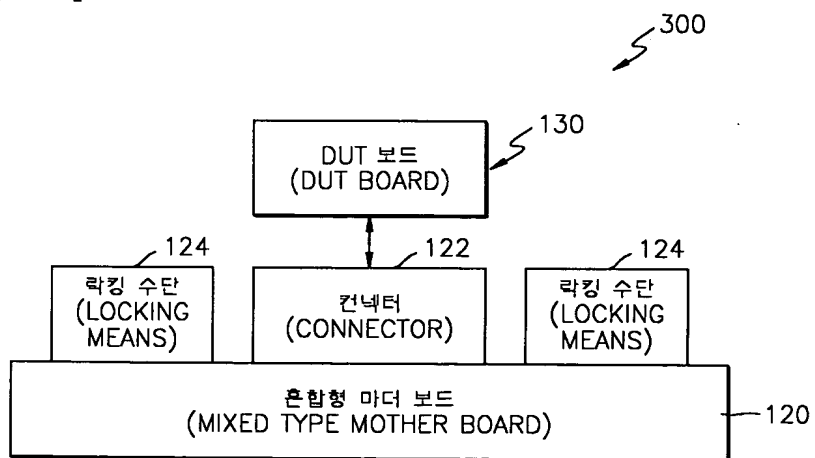 300
DUT 보드
(DUT BOARD)
130
124
락킹 수단
(LOCKING
MEANS)
122
컨넥터
(CONNECTOR)
124
락킹 수단
(LOCKING
MEANS)
혼합형 마더 보드
(MIXED TYPE MOTHER BOARD)
120